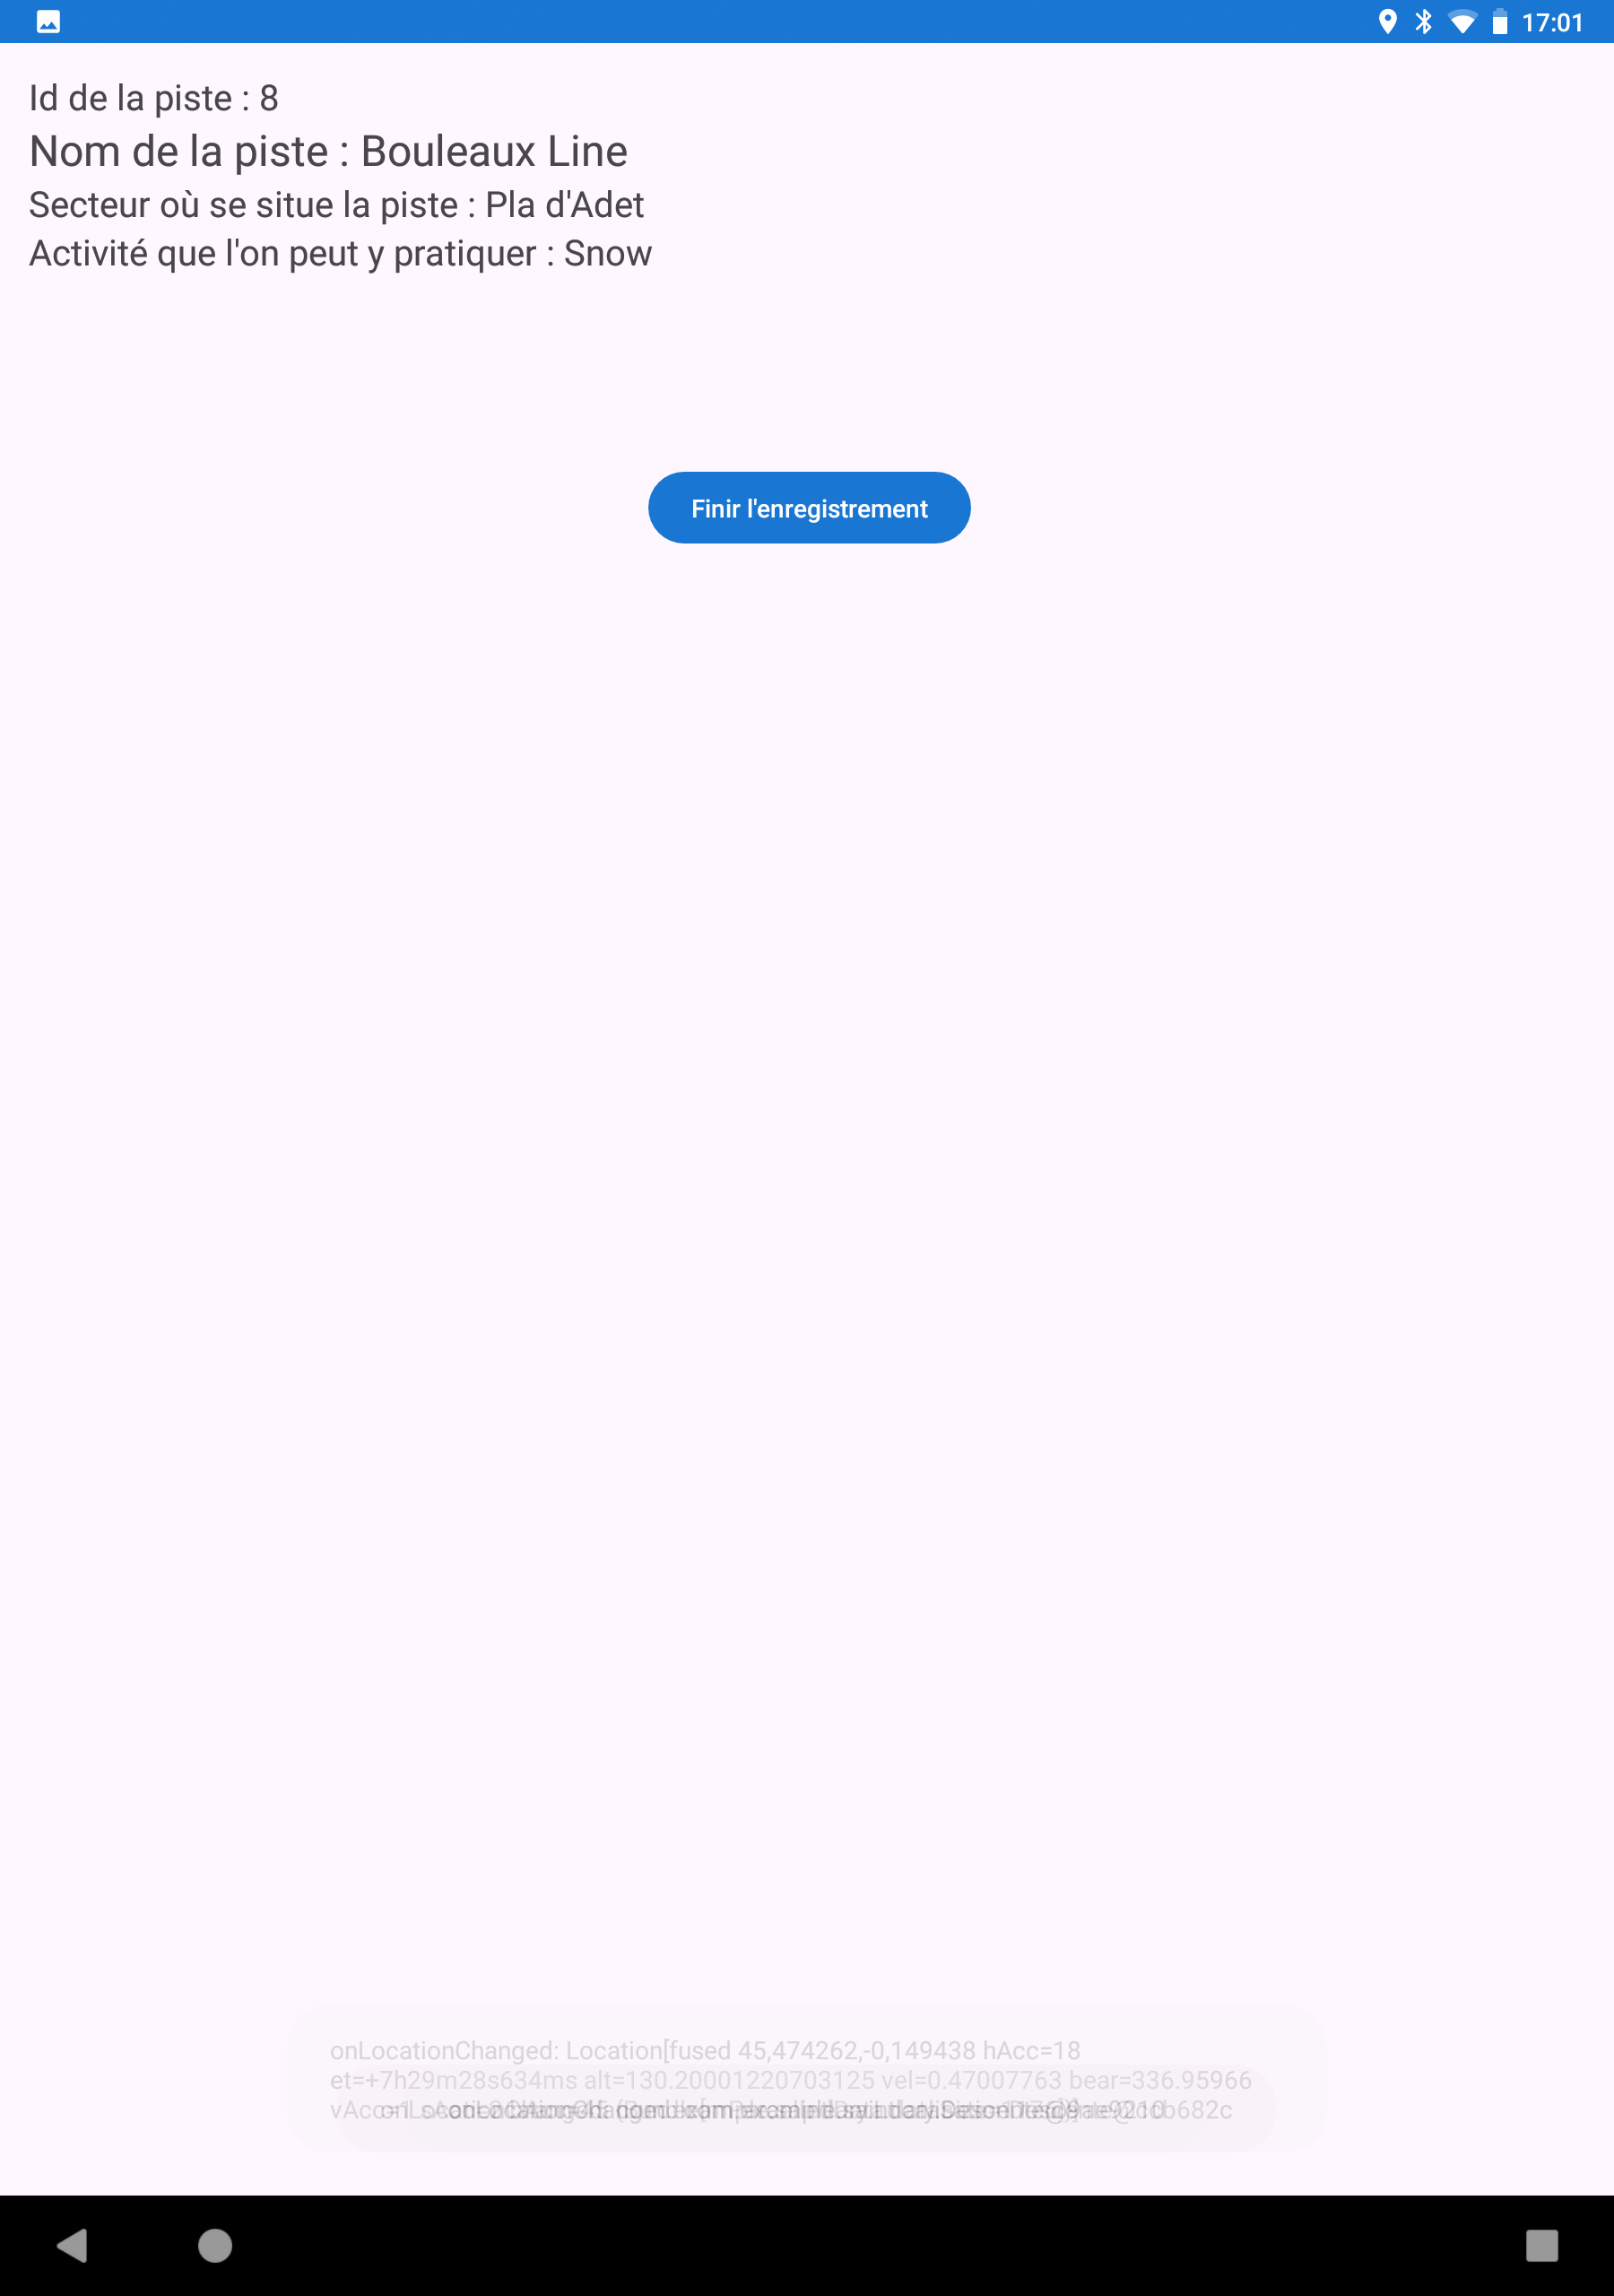 17:01
Id de la piste : 8
Nom de la piste : Bouleaux Line
Secteur où se situe la piste : Pla d'Adet
Activité que l'on peut y pratiquer : Snow
Finir l'enregistrement
onLocationChanged: Location[fused 45,474262,-0,149438 hAcc=18
et=+7h29m28s634ms alt=130.20001220703125 vel=0.47007763 bear=336.95966